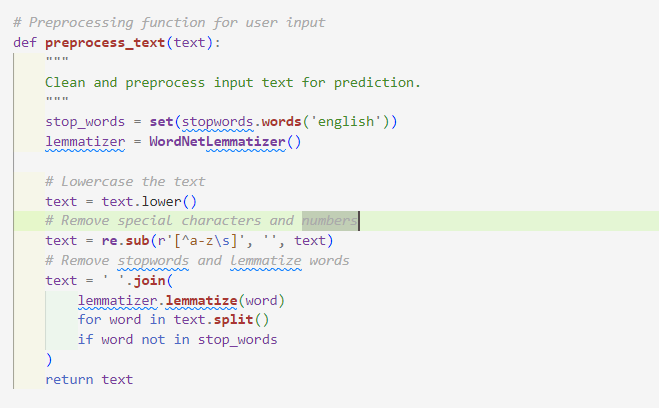 # Preprocessing function for user input
def preprocess_text(text):
    """
    Clean and preprocess input text for prediction.
    """
    stop_words = set(stopwords.words('english'))
    lemmatizer = WordNetLemmatizer()

    # Lowercase the text
    text = text.lower()
    # Remove special characters and numbers
    text = re.sub(r'[^a-z\s]', '', text)
    # Remove stopwords and lemmatize words
    text = ' '.join(
        lemmatizer.lemmatize(word)
        for word in text.split()
        if word not in stop_words
    )
    return text